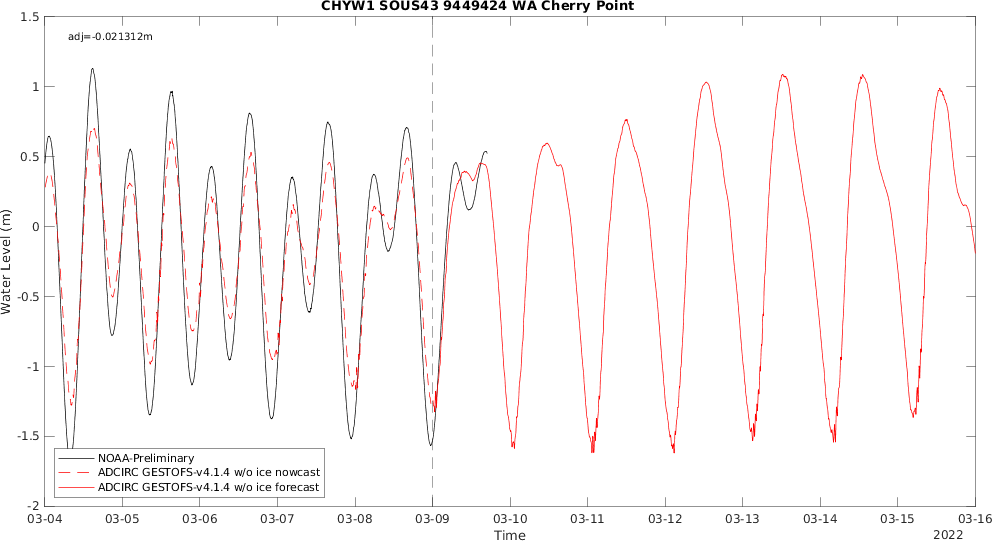 CHYW1 SOUS43 9449424 WA Cherry Point
adj=-0.021312m
1.5
1
0.5
0
-0.5
-1
-1.5
-2
Water Level (m)
NOAA-Preliminary
ADCIRC GESTOFS-v4.1.4 w/o ice nowcast
ADCIRC GESTOFS-v4.1.4 w/o ice forecast
03-04 03-05 03-06 03-07 03-08 03-09 03-10 03-11 03-12 03-13 03-14 03-15 03-16
Time
2022